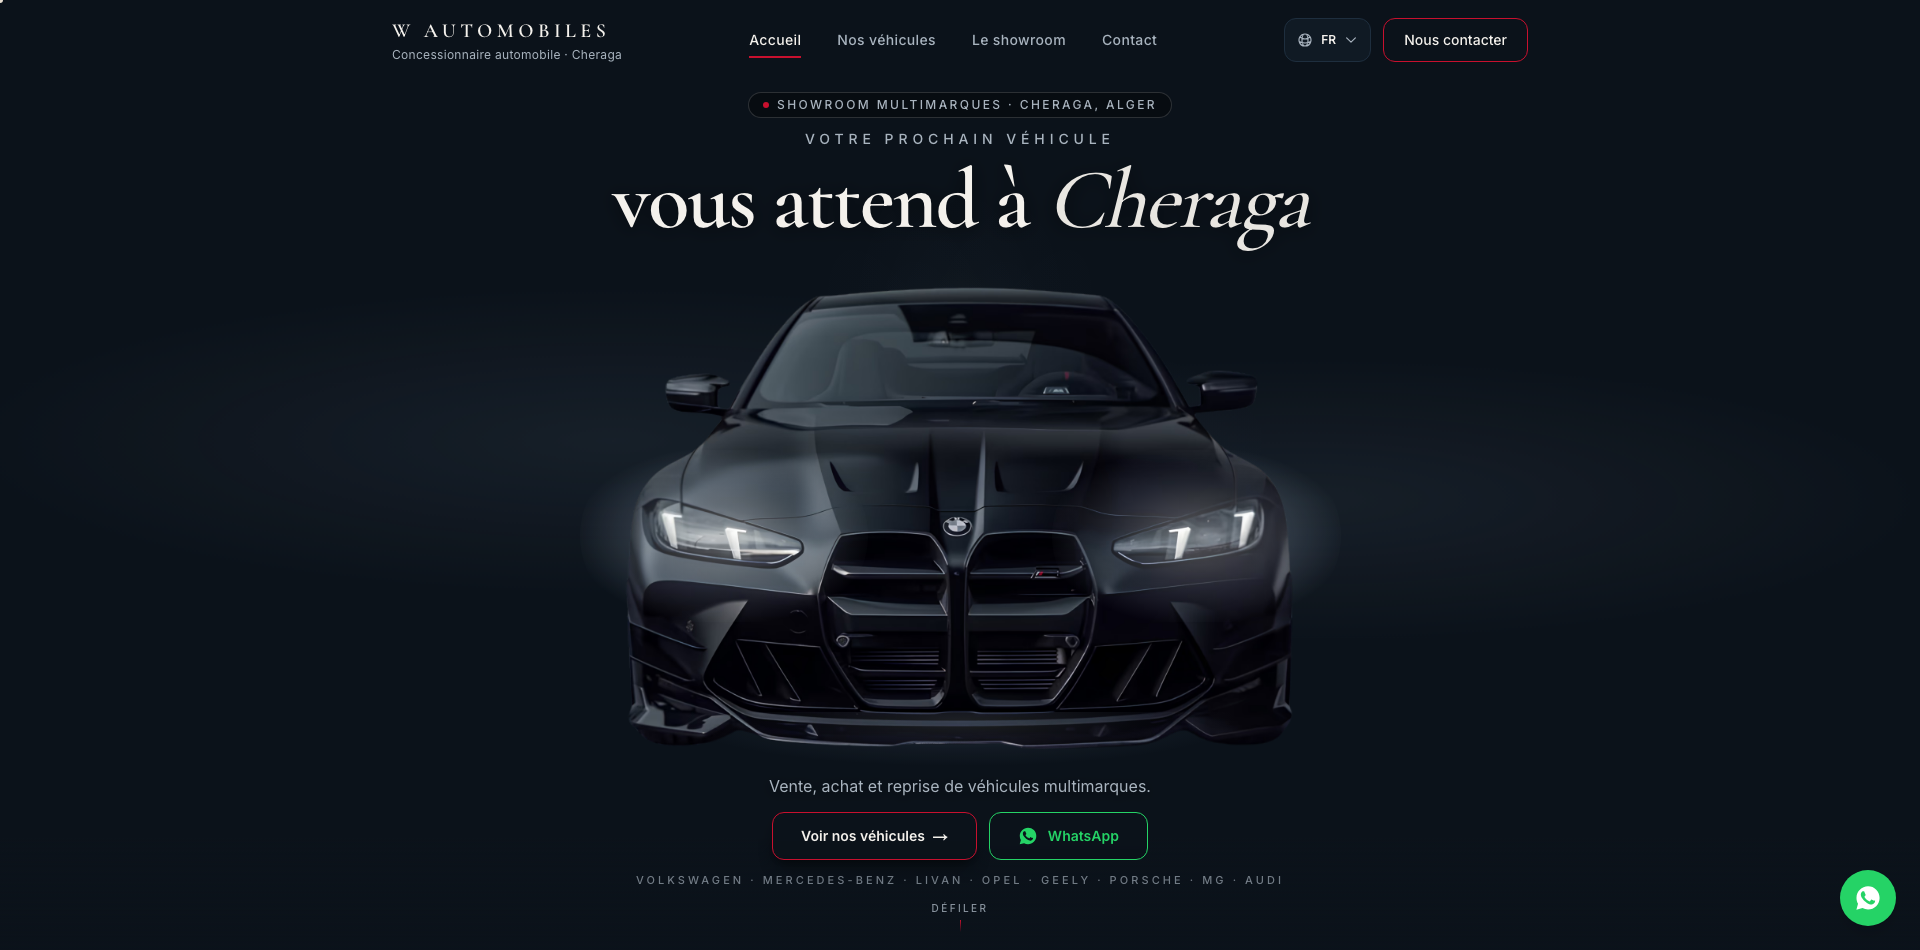 W AUTOMOBILES
Concessionnaire automobile · Cheraga
Accueil
Nos véhicules
Le showroom
Contact
FR
Nous contacter
SHOWROOM MULTIMARQUES · CHERAGA, ALGER
VOTRE PROCHAIN VÉHICULE
vous attend à Cheraga
Vente, achat et reprise de véhicules multimarques.
Voir nos véhicules →
WhatsApp
VOLKSWAGEN · MERCEDES-BENZ · LIVAN · OPEL · GEELY · PORSCHE · MG · AUDI
DÉFILER